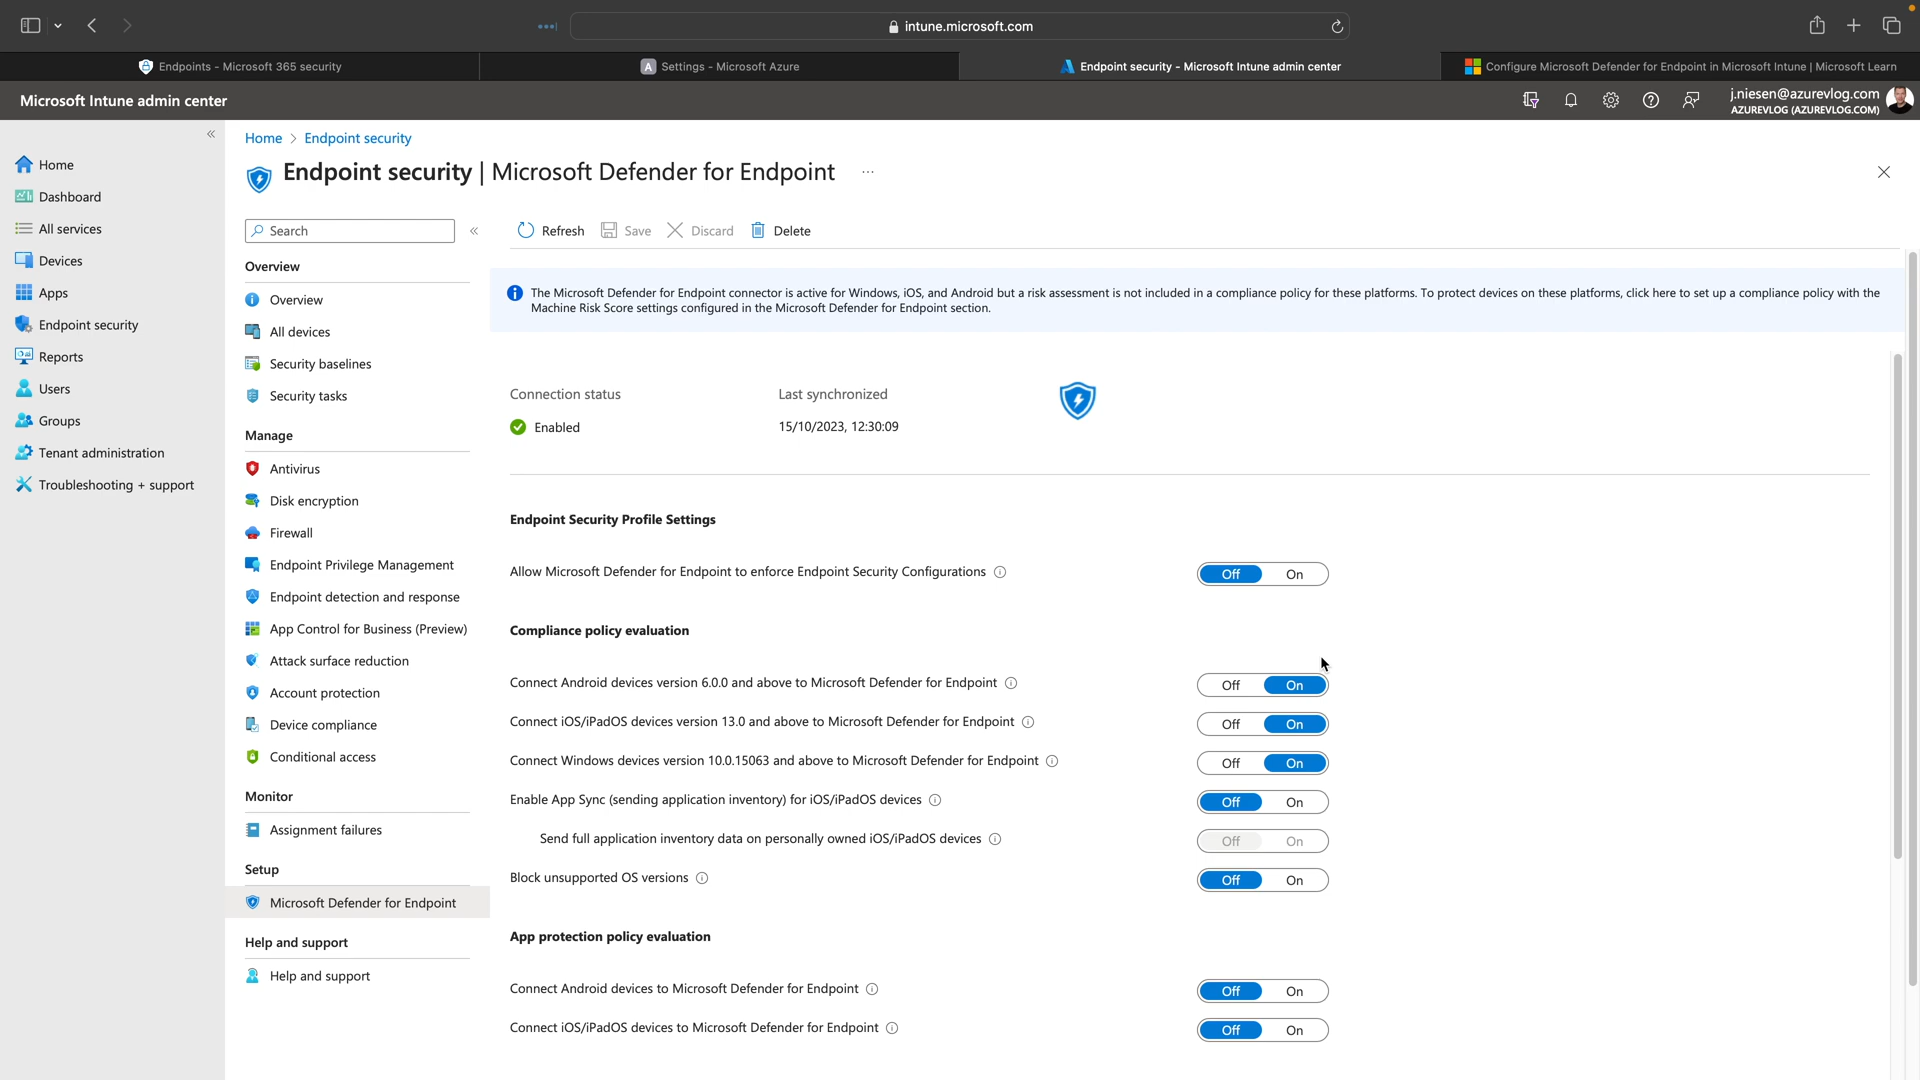 intune.microsoft.com
Endpoints - Microsoft 365 security
A Settings - Microsoft Azure
Endpoint security - Microsoft Intune admin center
Configure Microsoft Defender for Endpoint in Microsoft Intune | Microsoft Learn
Microsoft Intune admin center
j.niesen@azurevlog.com
AZUREVLOG (AZUREVLOG.COM)
Home
Dashboard
All services
Devices
Apps
Endpoint security
Reports
Users
Groups
Tenant administration
Troubleshooting + support
Home > Endpoint security
Endpoint security | Microsoft Defender for Endpoint ...
Search
Overview
Overview
All devices
Security baselines
Security tasks
Manage
Antivirus
Disk encryption
Firewall
Endpoint Privilege Management
Endpoint detection and response
App Control for Business (Preview)
Attack surface reduction
Account protection
Device compliance
Conditional access
Monitor
Assignment failures
Setup
Microsoft Defender for Endpoint
Help and support
Help and support
Refresh Save Discard Delete
The Microsoft Defender for Endpoint connector is active for Windows, iOS, and Android but a risk assessment is not included in a compliance policy for these platforms. To protect devices on these platforms, click here to set up a compliance policy with the
Machine Risk Score settings configured in the Microsoft Defender for Endpoint section.
Connection status Last synchronized
Enabled 15/10/2023, 12:30:09
Endpoint Security Profile Settings
Allow Microsoft Defender for Endpoint to enforce Endpoint Security Configurations Off On
Compliance policy evaluation
Connect Android devices version 6.0.0 and above to Microsoft Defender for Endpoint Off On
Connect iOS/iPadOS devices version 13.0 and above to Microsoft Defender for Endpoint Off On
Connect Windows devices version 10.0.15063 and above to Microsoft Defender for Endpoint Off On
Enable App Sync (sending application inventory) for iOS/iPadOS devices Off On
Send full application inventory data on personally owned iOS/iPadOS devices Off On
Block unsupported OS versions Off On
App protection policy evaluation
Connect Android devices to Microsoft Defender for Endpoint Off On
Connect iOS/iPadOS devices to Microsoft Defender for Endpoint Off On